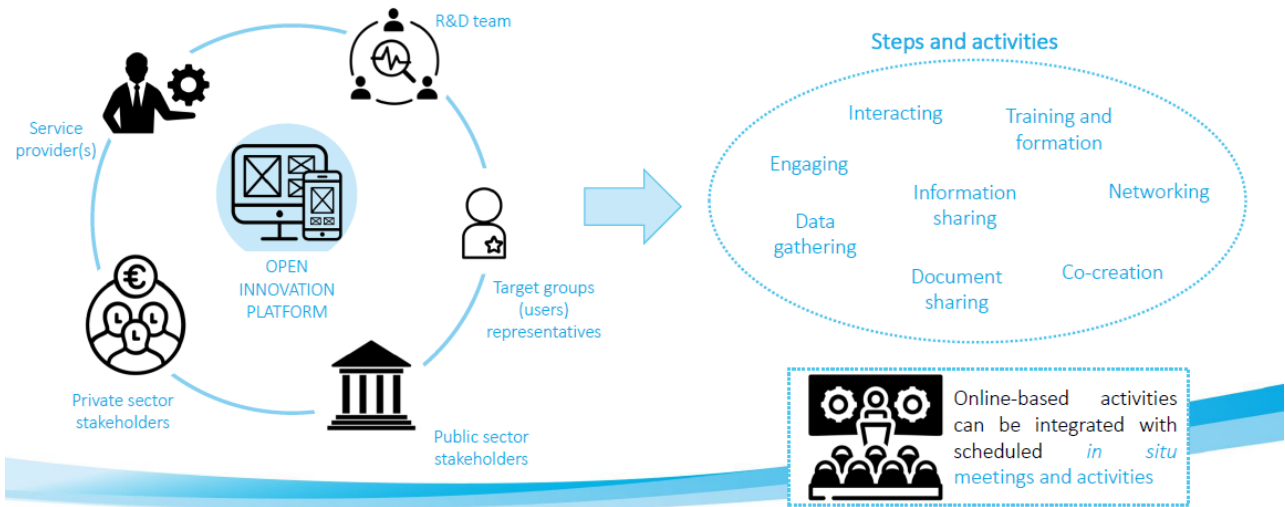 R&D team
Service
provider(s)
OPEN
INNOVATION
PLATFORM
Target groups
(users)
representatives
€
Private sector
stakeholders
Public sector
stakeholders
Steps and activities
Interacting
Training and
formation
Engaging
Information
sharing
Networking
Data
gathering
Document
sharing
Co-creation
Online-based activities
can be integrated with
scheduled in situ
meetings and activities